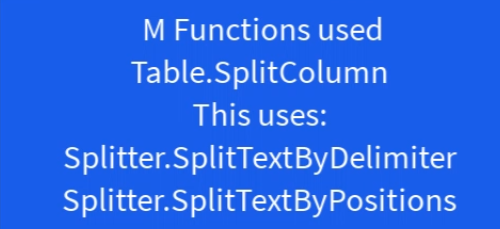 M Functions used
Table.SplitColumn
This uses:
Splitter.SplitTextByDelimiter
Splitter.SplitTextByPositions